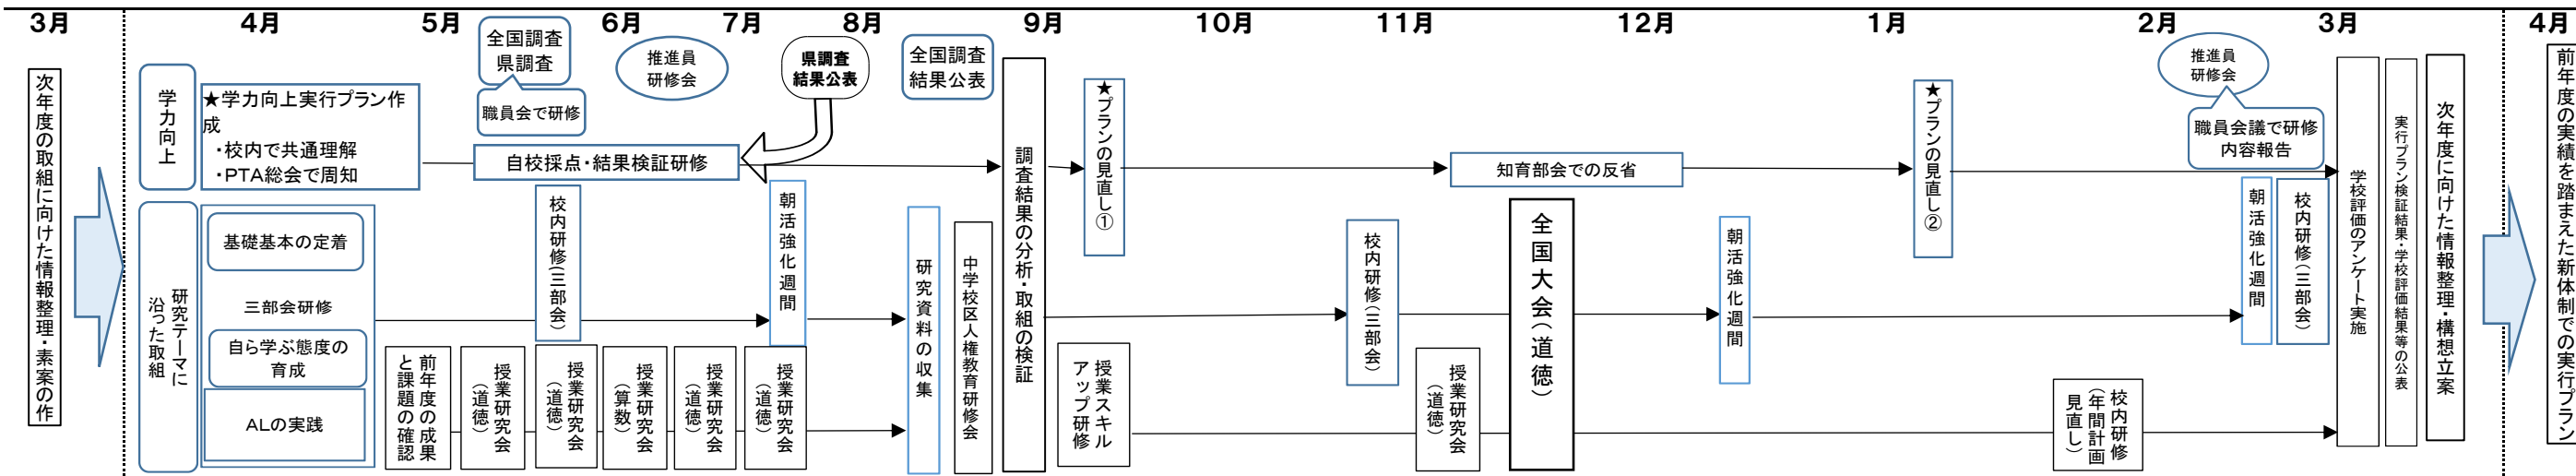 3月
4月
5月
6月
7月
8月
9月
10月
11月
12月
1月
2月
3月
4月
次年度の取組に向けた情報整理・素案の作
学力向上
★学力向上実行プラン作
成
・校内で共通理解
・PTA総会で周知
全国調査
県調査
職員会で研修
推進員
研修会
県調査
結果公表
全国調査
結果公表
自校採点・結果検証研修
調査結果の分析・取組の検証
★プランの見直し①
知育部会での反省
★プランの見直し②
推進員
研修会
職員会議で研修
内容報告
研究テーマに
沿った取組
基礎基本の定着
三部会研修
自ら学ぶ態度の
育成
ALの実践
前年度の成果
と課題の確認
授業研究会
(道徳)
校内研修(三部会)
授業研究会
(道徳)
授業研究会
(算数)
授業研究会
(道徳)
朝活強化週間
授業研究会
(道徳)
研究資料の収集
中学校区人権教育研修会
授業スキル
アップ研修
校内研修(三部会)
授業研究会
(道徳)
全国大会(道徳)
朝活強化週間
校内研修
(年間計画
見直し)
朝活強化週間
校内研修(三部会)
学校評価のアンケート実施
実行プラン検証結果・学校評価結果等の公表
次年度に向けた情報整理・構想立案
前年度の実績を踏まえた新体制での実行プラン